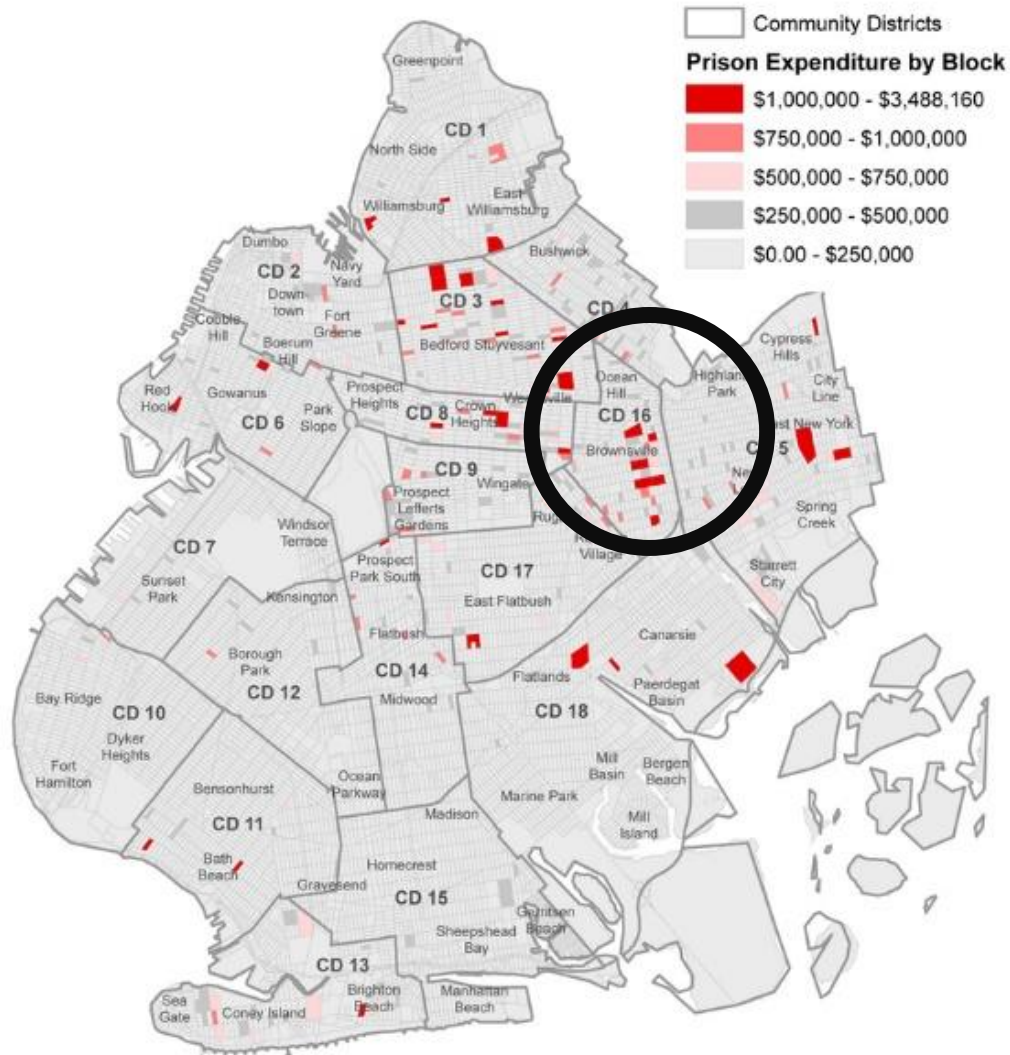 Community Districts
Prison Expenditure by Block
$1,000,000 - $3,488,160
$750,000 - $1,000,000
$500,000 - $750,000
$250,000 - $500,000
$0.00 - $250,000
Greenpoint
CD 1
North Side
Williamsburg
East
Williamsburg
Bushwick
Dumbo
CD 2
Navy
Yard
Down-
town
Fort
Greene
Cobble
Hill
Boerum
Hill
CD 3
CD 4
Bedford Stuyvesant
Cypress
Hills
City
Line
Highland
Park
Ocean
Hill
Red
Hook
Gowanus
Park
Slope
CD 6
Prospect
Heights
CD 8
Crown
Heights
CD 16
Brownsville
East New York
Spring
Creek
Starrett
City
CD 9
Wingate
Prospect
Lefferts
Gardens
Village
Windsor
Terrace
CD 7
Sunset
Park
Prospect
Park South
Kensington
CD 17
East Flatbush
Flatbush
CD 14
Midwood
Borough
Park
CD 12
Canarsie
Flatlands
Paerdegat
Basin
CD 18
Bay Ridge
CD 10
Dyker
Heights
Fort
Hamilton
Mill
Basin
Bergen
Beach
Marine Park
Mill
Island
Ocean
Parkway
Bensonhurst
CD 11
Bath
Beach
Madison
Homecrest
Gravesend
CD 15
Gerritsen
Beach
Sheepshead
Bay
CD 13
Sea
Gate
Coney Island
Brighton
Beach
Manhattan
Beach